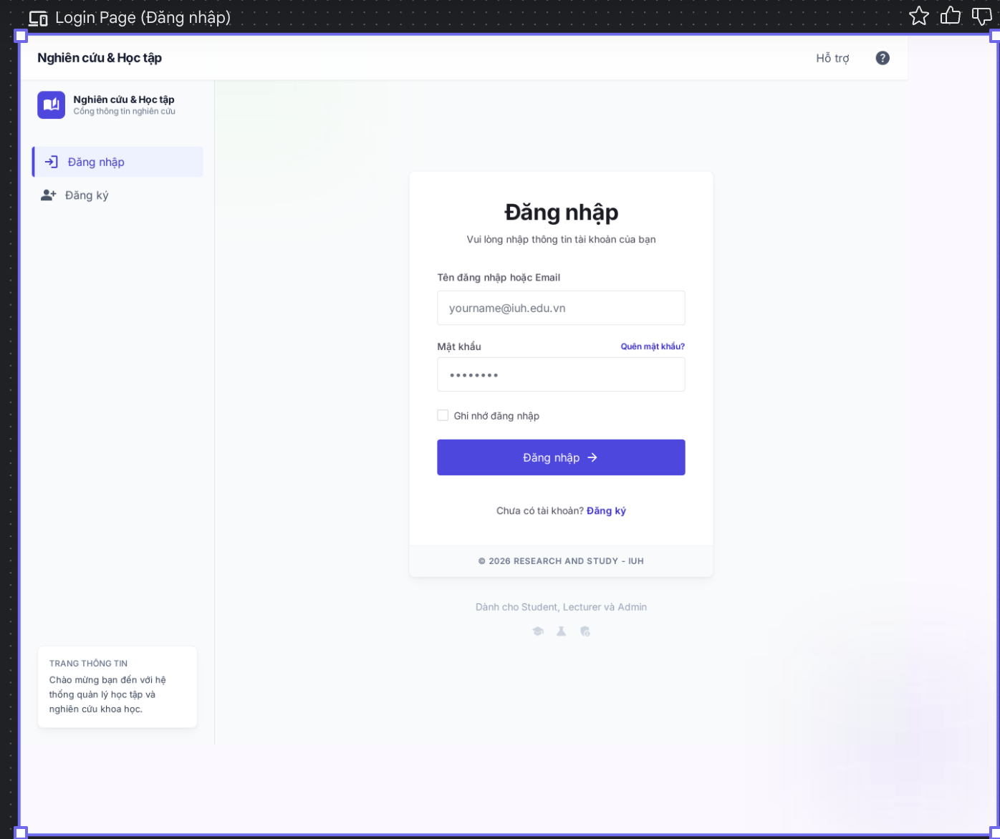 Login Page (Đăng nhập)
Nghiên cứu & Học tập
Hỗ trợ
?
Nghiên cứu & Học tập
Cổng thông tin nghiên cứu
Đăng nhập
Đăng ký
Đăng nhập
Vui lòng nhập thông tin tài khoản của bạn
Tên đăng nhập hoặc Email
yourname@iuh.edu.vn
Mật khẩu
Quên mật khẩu?
••••••••
Ghi nhớ đăng nhập
Đăng nhập →
Chưa có tài khoản? Đăng ký
© 2026 RESEARCH AND STUDY - IUH
Dành cho Student, Lecturer và Admin
TRANG THÔNG TIN
Chào mừng bạn đến với hệ
thống quản lý học tập và
nghiên cứu khoa học.